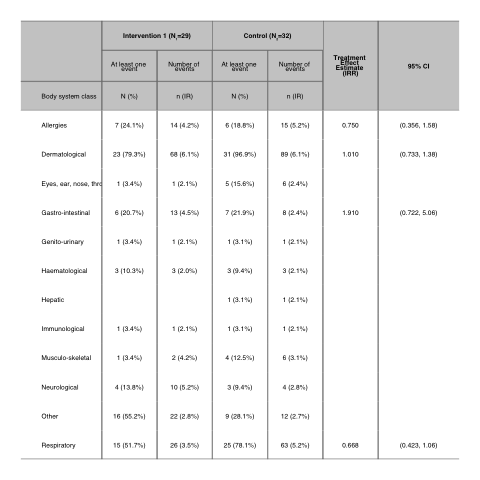 Intervention 1 (Ns=29) Control (Ns=32)
At least one event Number of events At least one event Number of events Treatment Effect Estimate (IRR) 95% CI
Body system class N (%) n (IR) N (%) n (IR)
Allergies 7 (24.1%) 14 (4.2%) 6 (18.8%) 15 (5.2%) 0.750 (0.356, 1.58)
Dermatological 23 (79.3%) 68 (6.1%) 31 (96.9%) 89 (6.1%) 1.010 (0.733, 1.38)
Eyes, ear, nose, thro 1 (3.4%) 1 (2.1%) 5 (15.6%) 6 (2.4%)
Gastro-intestinal 6 (20.7%) 13 (4.5%) 7 (21.9%) 8 (2.4%) 1.910 (0.722, 5.06)
Genito-urinary 1 (3.4%) 1 (2.1%) 1 (3.1%) 1 (2.1%)
Haematological 3 (10.3%) 3 (2.0%) 3 (9.4%) 3 (2.1%)
Hepatic 1 (3.1%) 1 (2.1%)
Immunological 1 (3.4%) 1 (2.1%) 1 (3.1%) 1 (2.1%)
Musculo-skeletal 1 (3.4%) 2 (4.2%) 4 (12.5%) 6 (3.1%)
Neurological 4 (13.8%) 10 (5.2%) 3 (9.4%) 4 (2.8%)
Other 16 (55.2%) 22 (2.8%) 9 (28.1%) 12 (2.7%)
Respiratory 15 (51.7%) 26 (3.5%) 25 (78.1%) 63 (5.2%) 0.668 (0.423, 1.06)